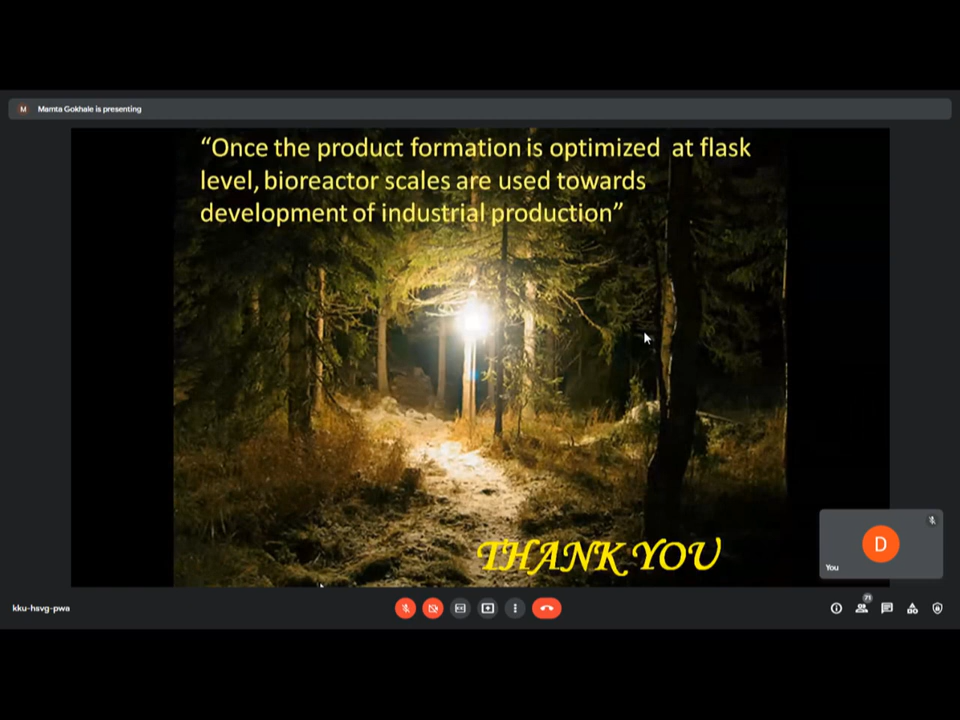 M Mamta Gokhale is presenting
“Once the product formation is optimized at flask
level, bioreactor scales are used towards
development of industrial production”
THANK YOU
D
You
kku-hsvg-pwa
71